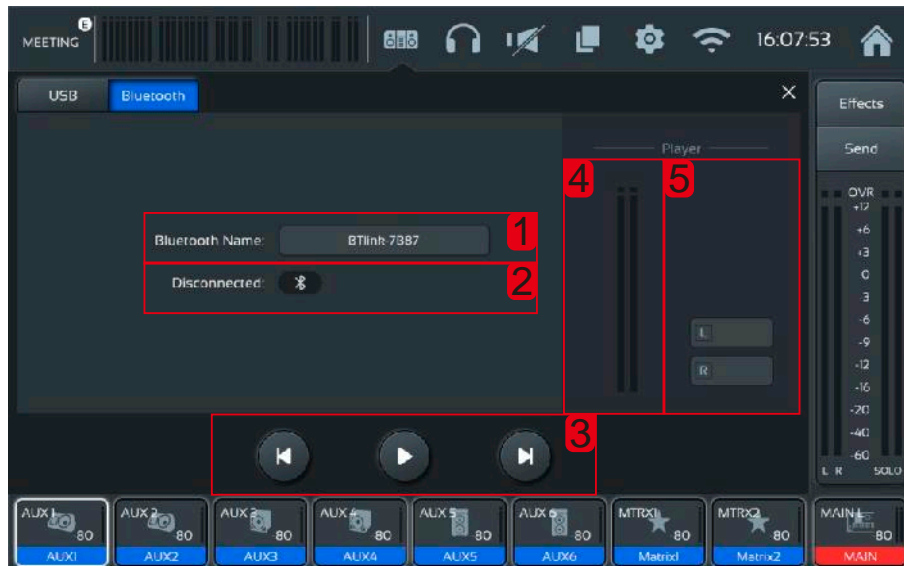 MEETING E 16:07:53
USB Bluetooth
Effects
Send
Player
4 5
Bluetooth Name: BTlink-7387 1
Disconnected: 2
L
R
3
OVR
+12
+6
+3
0
-3
-6
-9
-12
-16
-20
-40
-60
L R SOLO
AUX1 80 AUX2 80 AUX3 80 AUX4 80 AUX5 80 AUX6 80 MTRX1 80 MTRX2 80 MAIN 80
AUX1 AUX2 AUX3 AUX4 AUX5 AUX6 Matrix1 Matrix2 MAIN